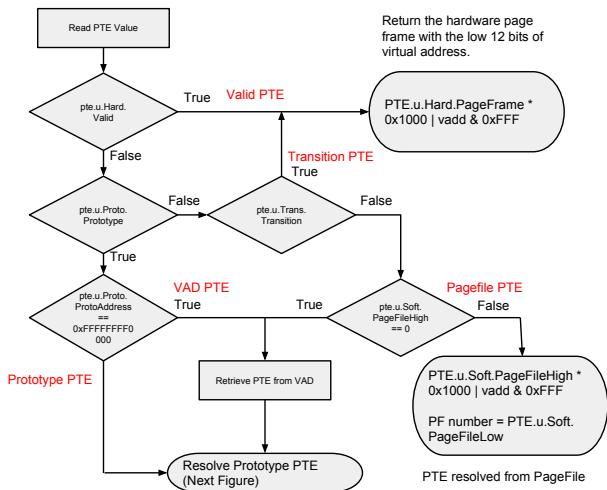 Read PTE Value
Return the hardware page
frame with the low 12 bits of
virtual address.
pte.u.Hard.
Valid
True
Valid PTE
PTE.u.Hard.PageFrame *
0x1000 | vadd & 0xFFF
False
Transition PTE
True
pte.u.Proto.
Prototype
False
pte.u.Trans.
Transition
False
True
pte.u.Proto.
ProtoAddress
==
0xFFFFFFFF0
000
VAD PTE
True
True
pte.u.Soft.
PageFileHigh
== 0
Pagefile PTE
False
Prototype PTE
Retrieve PTE from VAD
PTE.u.Soft.PageFileHigh *
0x1000 | vadd & 0xFFF
PF number = PTE.u.Soft.
PageFileLow
Resolve Prototype PTE
(Next Figure)
PTE resolved from PageFile